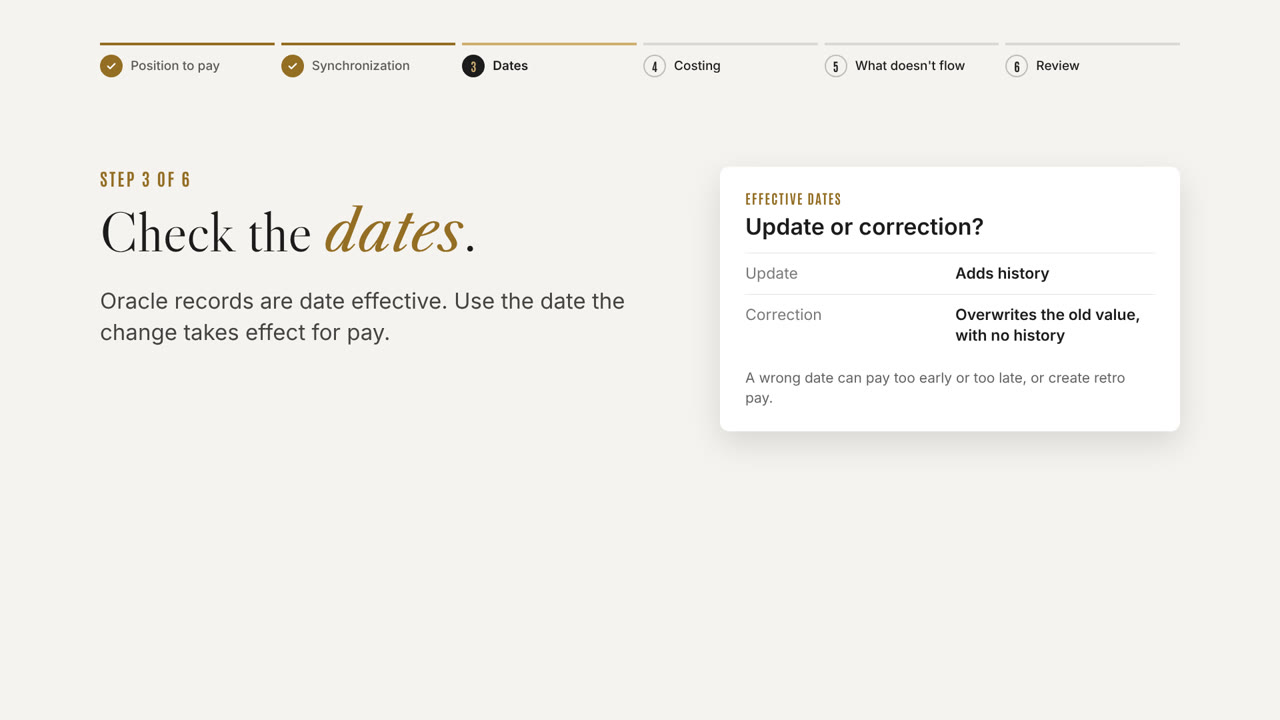 Position to pay
Synchronization
3 Dates
4 Costing
5 What doesn't flow
6 Review
STEP 3 OF 6
Check the dates.
Oracle records are date effective. Use the date the
change takes effect for pay.
EFFECTIVE DATES
Update or correction?
Update Adds history
Correction Overwrites the old value,
with no history
A wrong date can pay too early or too late, or create retro
pay.